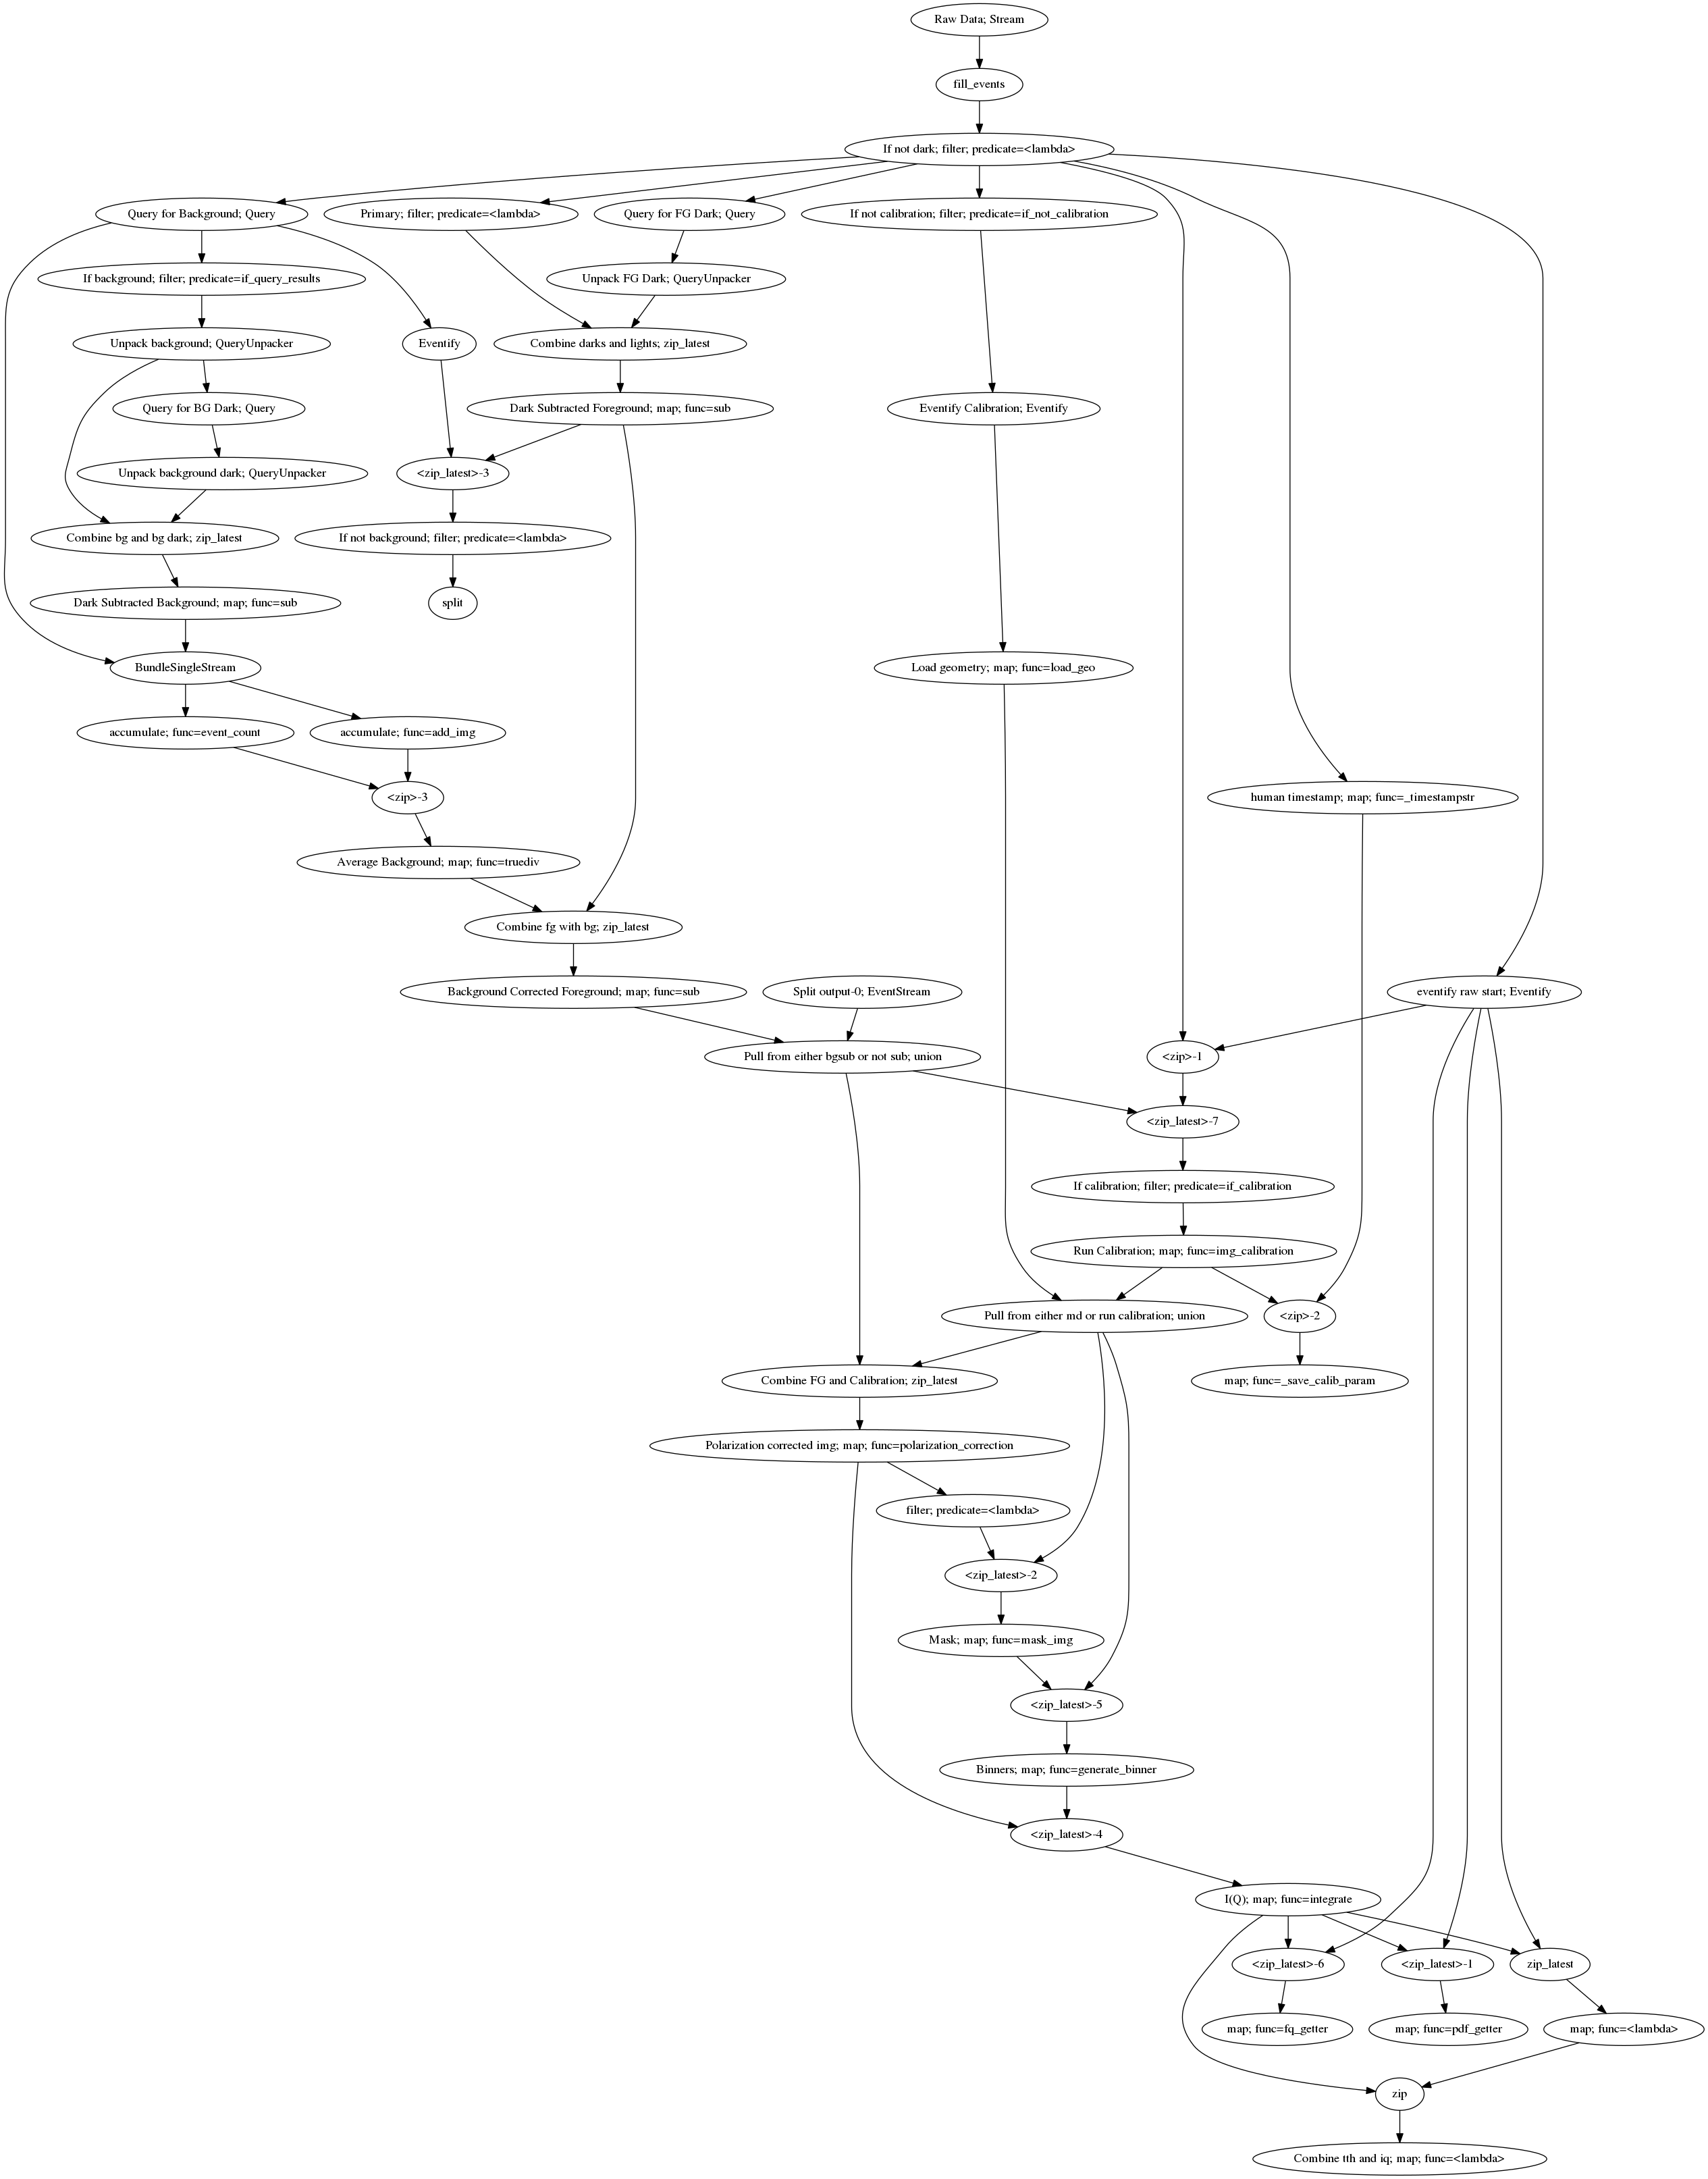 Raw Data; Stream
fill_events
If not dark; filter; predicate=<lambda>
Query for Background; Query
Primary; filter; predicate=<lambda>
Query for FG Dark; Query
If not calibration; filter; predicate=if_not_calibration
If background; filter; predicate=if_query_results
Unpack FG Dark; QueryUnpacker
Unpack background; QueryUnpacker
Eventify
Combine darks and lights; zip_latest
Query for BG Dark; Query
Dark Subtracted Foreground; map; func=sub
Eventify Calibration; Eventify
Unpack background dark; QueryUnpacker
<zip_latest>-3
Combine bg and bg dark; zip_latest
If not background; filter; predicate=<lambda>
Dark Subtracted Background; map; func=sub
split
BundleSingleStream
Load geometry; map; func=load_geo
accumulate; func=event_count
accumulate; func=add_img
<zip>-3
human timestamp; map; func=_timestampstr
Average Background; map; func=truediv
Combine fg with bg; zip_latest
Background Corrected Foreground; map; func=sub
Split output-0; EventStream
eventify raw start; Eventify
Pull from either bgsub or not sub; union
<zip>-1
<zip_latest>-7
If calibration; filter; predicate=if_calibration
Run Calibration; map; func=img_calibration
Pull from either md or run calibration; union
<zip>-2
Combine FG and Calibration; zip_latest
map; func=_save_calib_param
Polarization corrected img; map; func=polarization_correction
filter; predicate=<lambda>
<zip_latest>-2
Mask; map; func=mask_img
<zip_latest>-5
Binners; map; func=generate_binner
<zip_latest>-4
I(Q); map; func=integrate
<zip_latest>-6
<zip_latest>-1
zip_latest
map; func=fq_getter
map; func=pdf_getter
map; func=<lambda>
zip
Combine tth and iq; map; func=<lambda>